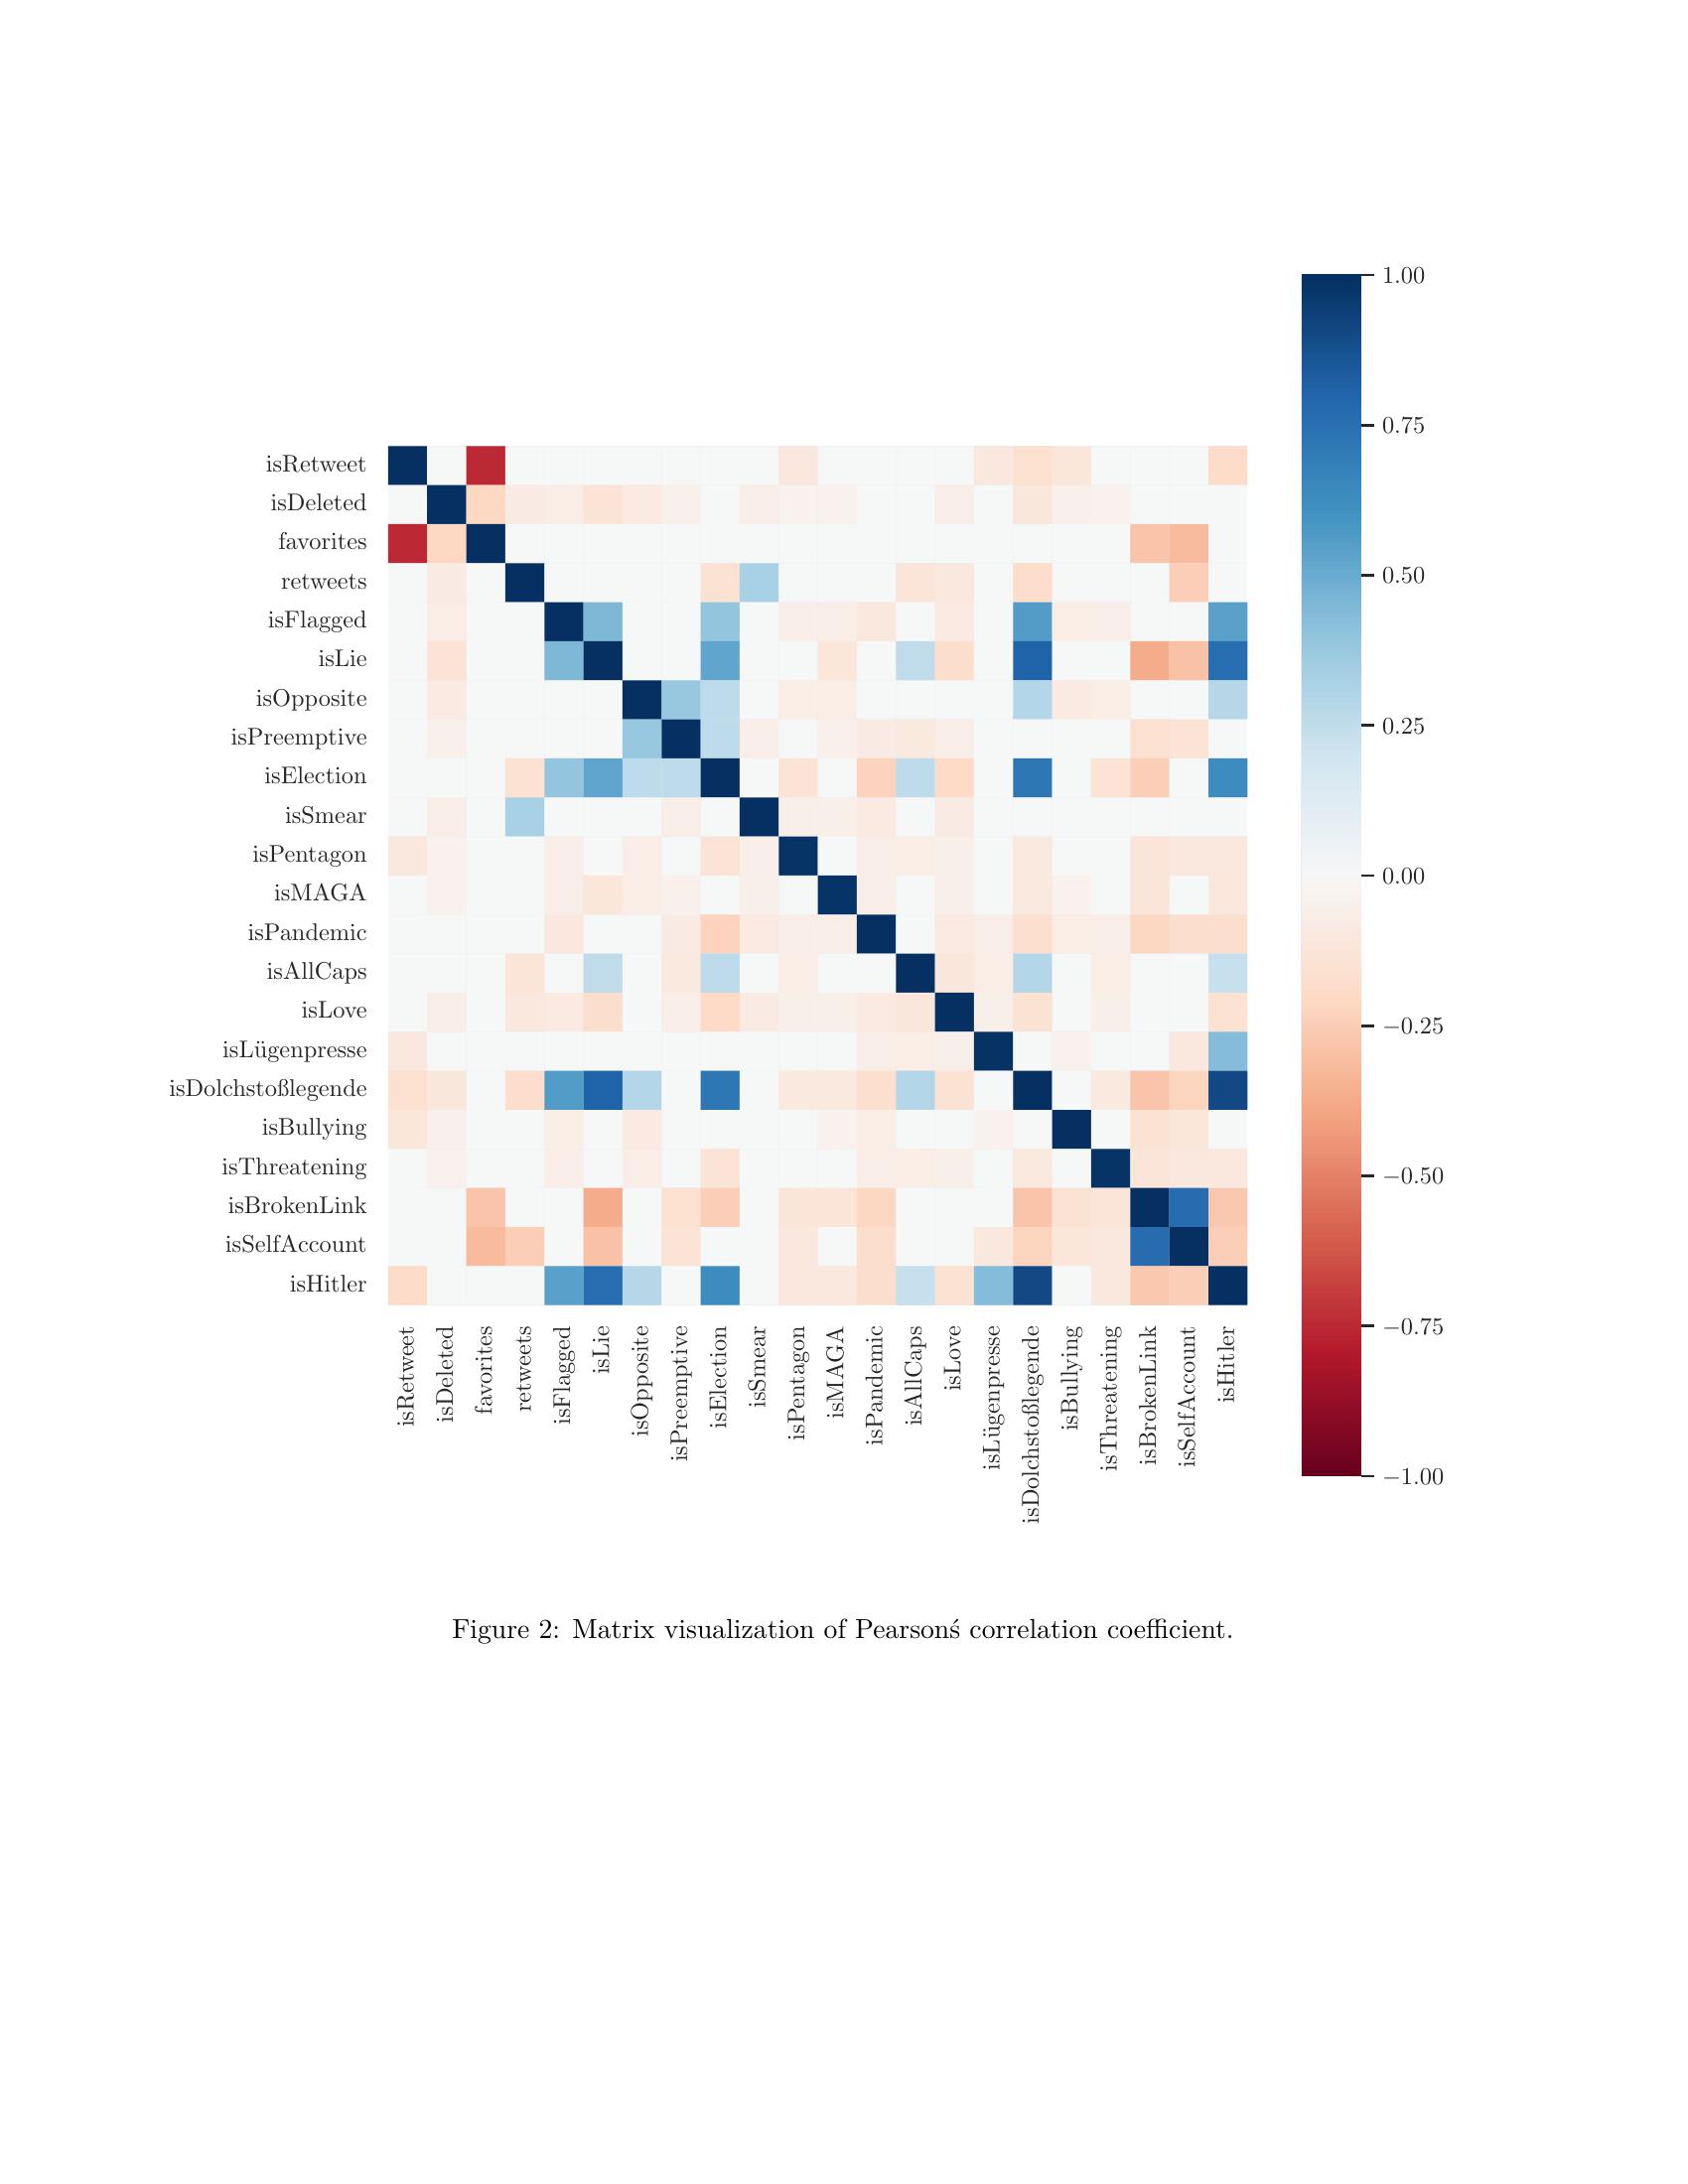 1.00
0.75
0.50
0.25
0.00
−0.25
−0.50
−0.75
−1.00
isRetweet
isDeleted
favorites
retweets
isFlagged
isLie
isOpposite
isPreemptive
isElection
isSmear
isPentagon
isMAGA
isPandemic
isAllCaps
isLove
isLügenpresse
isDolchstoßlegende
isBullying
isThreatening
isBrokenLink
isSelfAccount
isHitler
isRetweet
isDeleted
favorites
retweets
isFlagged
isLie
isOpposite
isPreemptive
isElection
isSmear
isPentagon
isMAGA
isPandemic
isAllCaps
isLove
isLügenpresse
isDolchstoßlegende
isBullying
isThreatening
isBrokenLink
isSelfAccount
isHitler
Figure 2: Matrix visualization of Pearsonś correlation coefficient.